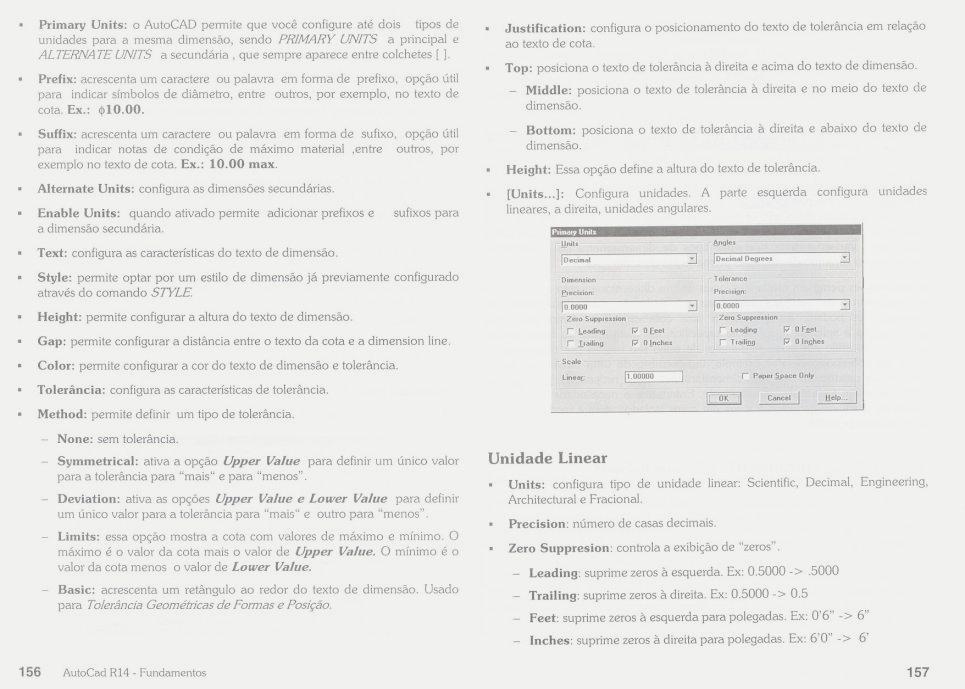 ▪ Primary Units: o AutoCAD permite que você configure até dois tipos de
unidades para a mesma dimensão, sendo PRIMARY UNITS a principal e
ALTERNATE UNITS a secundária , que sempre aparece entre colchetes [ ].
▪ Prefix: acrescenta um caractere ou palavra em forma de prefixo, opção útil
para indicar símbolos de diâmetro, entre outros, por exemplo, no texto de
cota. Ex.: ϕ10.00.
▪ Suffix: acrescenta um caractere ou palavra em forma de sufixo, opção útil
para indicar notas de condição de máximo material ,entre outros, por
exemplo no texto de cota. Ex.: 10.00 max.
▪ Alternate Units: configura as dimensões secundárias.
▪ Enable Units: quando ativado permite adicionar prefixos e sufixos para
a dimensão secundária.
▪ Text: configura as características do texto de dimensão.
▪ Style: permite optar por um estilo de dimensão já previamente configurado
através do comando STYLE.
▪ Height: permite configurar a altura do texto de dimensão.
▪ Gap: permite configurar a distância entre o texto da cota e a dimension line.
▪ Color: permite configurar a cor do texto de dimensão e tolerância.
▪ Tolerância: configura as características de tolerância.
▪ Method: permite definir um tipo de tolerância.
– None: sem tolerância.
– Symmetrical: ativa a opção Upper Value para definir um único valor
para a tolerância para "mais" e para "menos".
– Deviation: ativa as opções Upper Value e Lower Value para definir
um único valor para a tolerância para "mais" e outro para "menos".
– Limits: essa opção mostra a cota com valores de máximo e mínimo. O
máximo é o valor da cota mais o valor de Upper Value. O mínimo é o
valor da cota menos o valor de Lower Value.
– Basic: acrescenta um retângulo ao redor do texto de dimensão. Usado
para Tolerância Geométricas de Formas e Posição.
156 AutoCad R14 - Fundamentos
▪ Justification: configura o posicionamento do texto de tolerância em relação
ao texto de cota.
▪ Top: posiciona o texto de tolerância à direita e acima do texto de dimensão.
– Middle: posiciona o texto de tolerância à direita e no meio do texto de
dimensão.
– Bottom: posiciona o texto de tolerância à direita e abaixo do texto de
dimensão.
▪ Height: Essa opção define a altura do texto de tolerância.
▪ [Units...]: Configura unidades. A parte esquerda configura unidades
lineares, a direita, unidades angulares.
Primary Units
Units Angles
Decimal Decimal Degrees
Dimension Tolerance
Precision: Precision:
0.0000 0.0000
Zero Suppression Zero Suppression
Leading 0 Feet Leading 0 Feet
Trailing 0 Inches Trailing 0 Inches
Scale
Linear: 1.00000 Paper Space Only
OK Cancel Help...
Unidade Linear
▪ Units: configura tipo de unidade linear: Scientific, Decimal, Engineering,
Architectural e Fracional.
▪ Precision: número de casas decimais.
▪ Zero Suppresion: controla a exibição de "zeros".
– Leading: suprime zeros à esquerda. Ex: 0.5000 -> .5000
– Trailing: suprime zeros à direita. Ex: 0.5000 -> 0.5
– Feet: suprime zeros à esquerda para polegadas. Ex: 0'6" -> 6"
– Inches: suprime zeros à direita para polegadas. Ex: 6'0" -> 6'
157